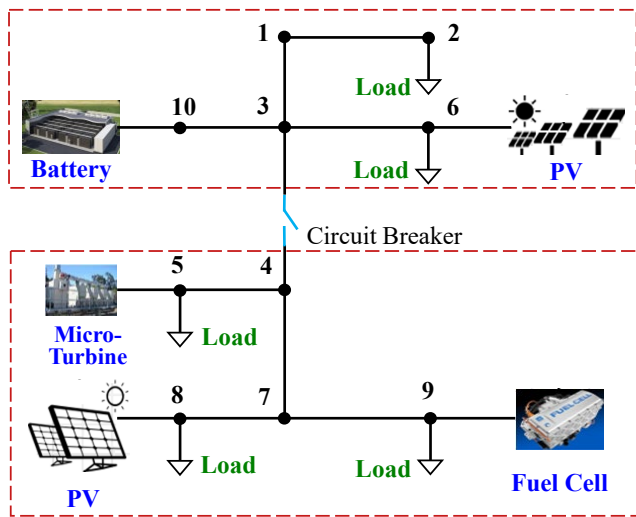 1
2
Load
10
3
6
Battery
Load
PV
Circuit Breaker
5
4
Micro-
Turbine
Load
8
7
9
FUELCELL
Load
Load
PV
Fuel Cell